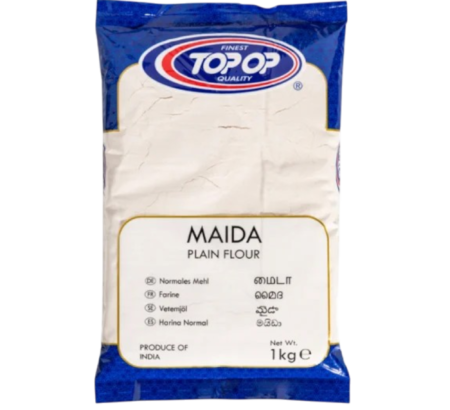 FINEST
TOP OP
QUALITY
®
MAIDA
PLAIN FLOUR
DE Normales Mehl
மைடா
FR Farine
മൈദ
SE Vetemjöl
ES Harina Normal
PRODUCE OF
INDIA
Net Wt.
1kg ℮